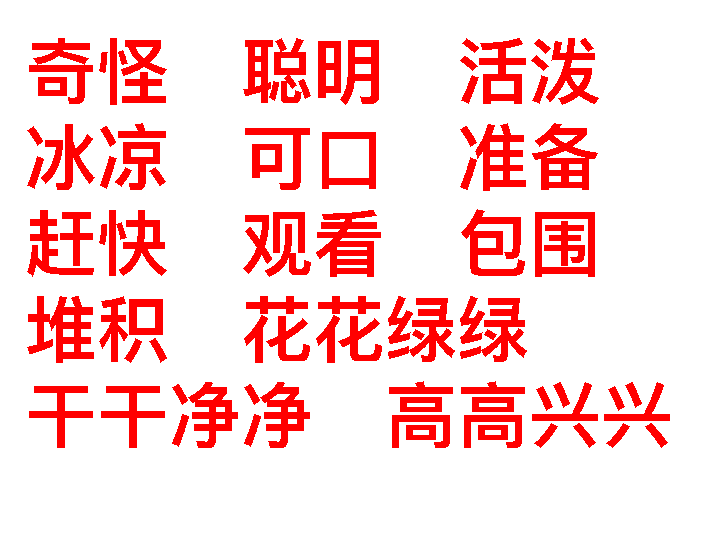 奇怪 聪明 活泼
冰凉 可口 准备
赶快 观看 包围
堆积 花花绿绿
干干净净 高高兴兴